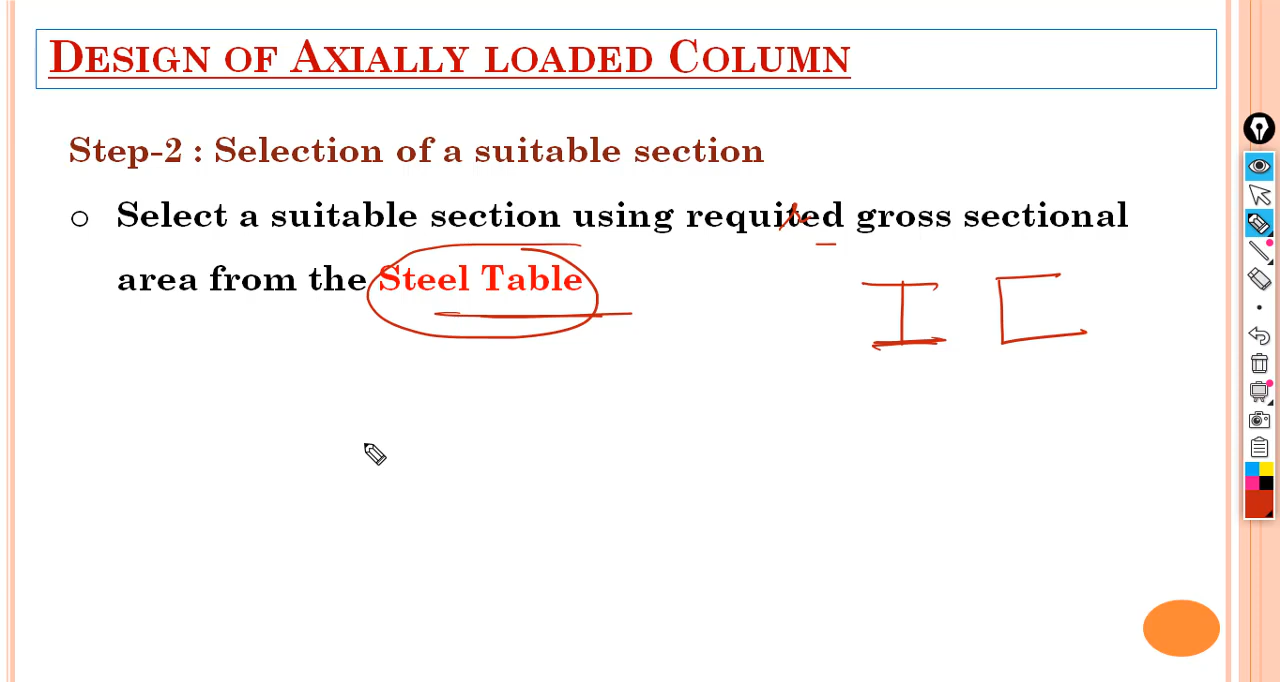 DESIGN OF AXIALLY LOADED COLUMN
Step-2 : Selection of a suitable section
Select a suitable section using requited gross sectional
area from the Steel Table